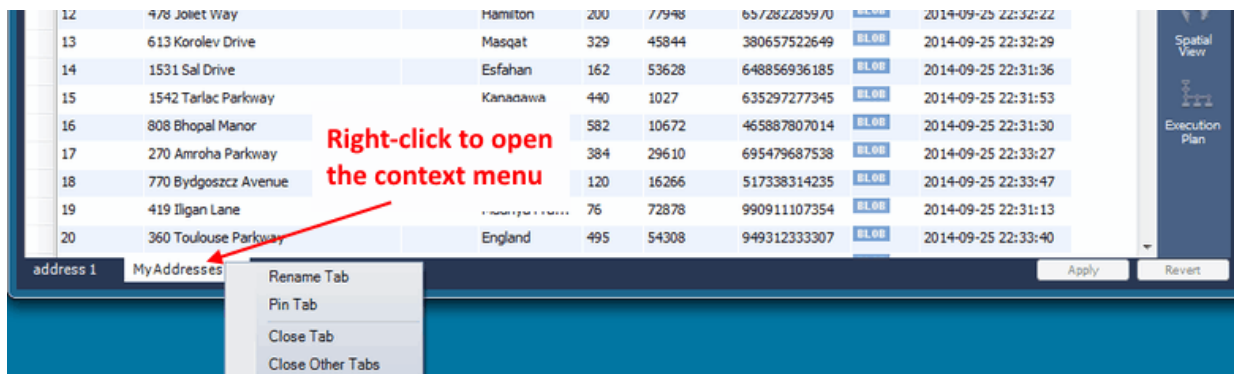 12 478 Joliet Way Hamilton 200 77948 657282285970 BLOB 2014-09-25 22:32:22
13 613 Korolev Drive Masqat 329 45844 380657522649 BLOB 2014-09-25 22:32:29
Spatial
View
14 1531 Sal Drive Esfahan 162 53628 648856936185 BLOB 2014-09-25 22:31:36
15 1542 Tarlac Parkway Kanagawa 440 1027 635297277345 BLOB 2014-09-25 22:31:53
16 808 Bhopal Manor 582 10672 465887807014 BLOB 2014-09-25 22:31:30
Execution
Plan
Right-click to open
the context menu
17 270 Amroha Parkway 384 29610 695479687538 BLOB 2014-09-25 22:33:27
18 770 Bydgoszcz Avenue 120 16266 517338314235 BLOB 2014-09-25 22:33:47
19 419 Iligan Lane 76 72878 990911107354 BLOB 2014-09-25 22:31:13
20 360 Toulouse Parkway England 495 54308 949312333307 BLOB 2014-09-25 22:33:40
address 1 MyAddresses Apply Revert
Rename Tab
Pin Tab
Close Tab
Close Other Tabs